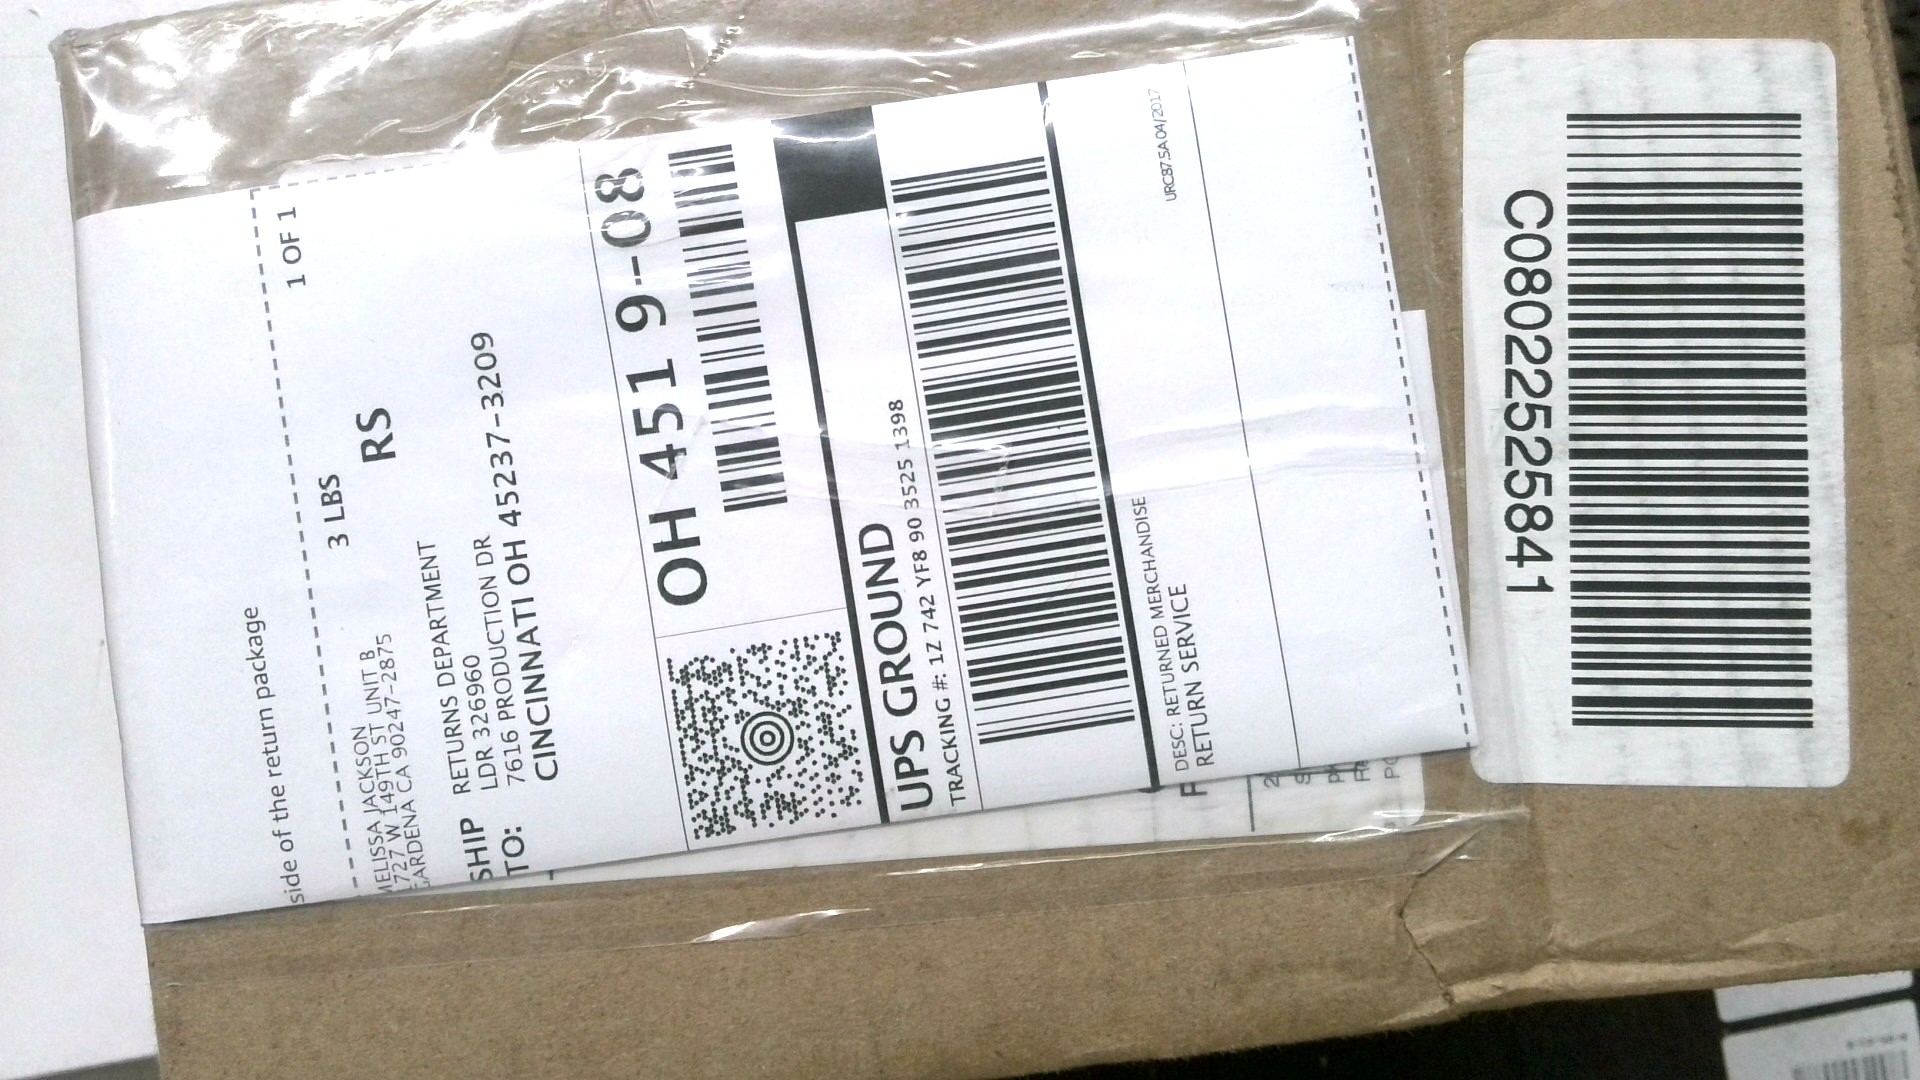 side of the return package
1 OF 1
3 LBS
RS
MELISSA JACKSON
1727 W 149TH ST UNIT B
GARDENA CA 90247-2875
SHIP TO:
RETURNS DEPARTMENT
LDR 326960
7616 PRODUCTION DR
CINCINNATI OH 45237-3209
OH 451 9-08
UPS GROUND
TRACKING #: 1Z 742 YF8 90 3525 1398
DESC: RETURNED MERCHANDISE
RETURN SERVICE
URC87.5A 04/2017
C08022525841